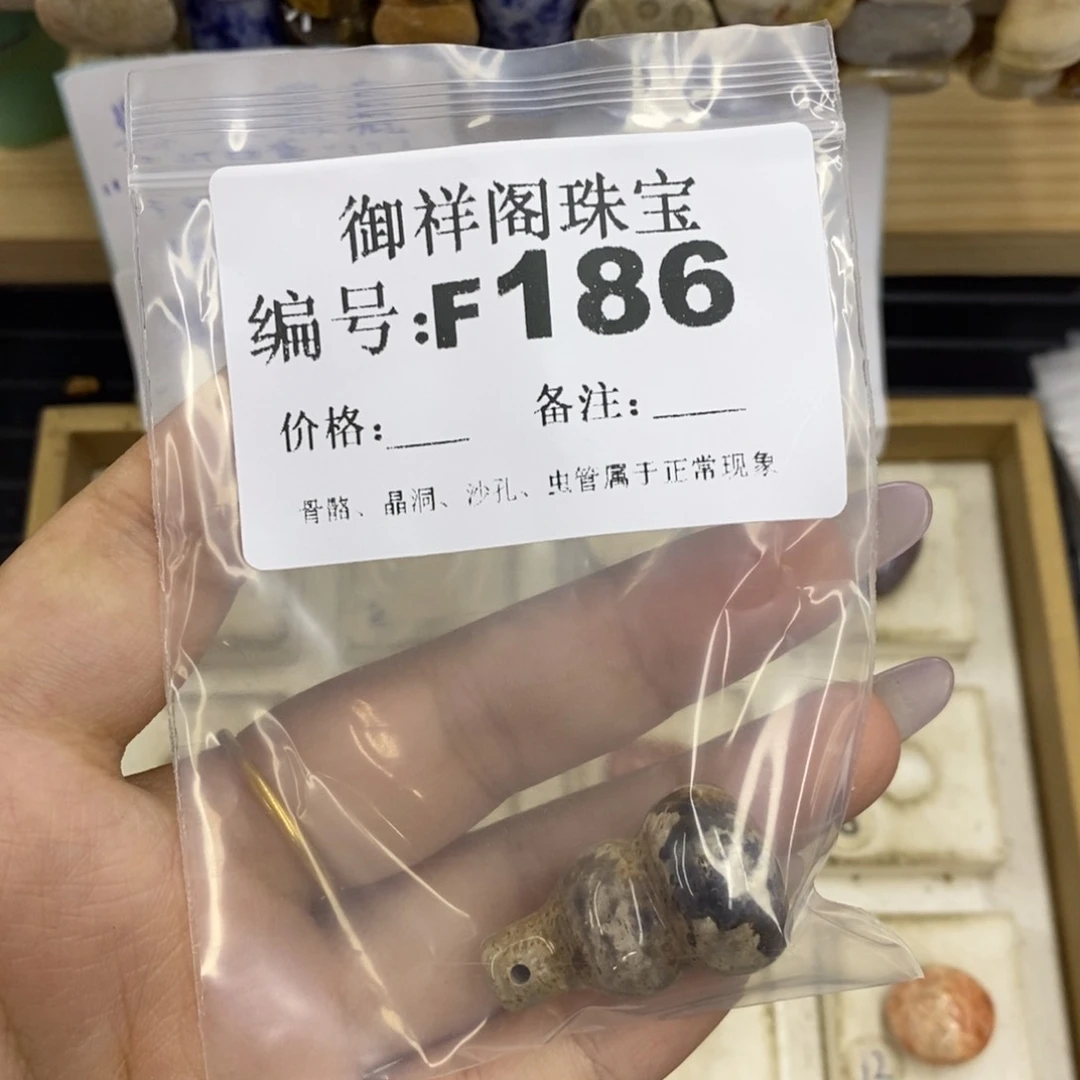 御祥阁珠宝
编号:F186
价格:____ 备注:____
骨骼、晶洞、沙孔、虫管属于正常现象
12